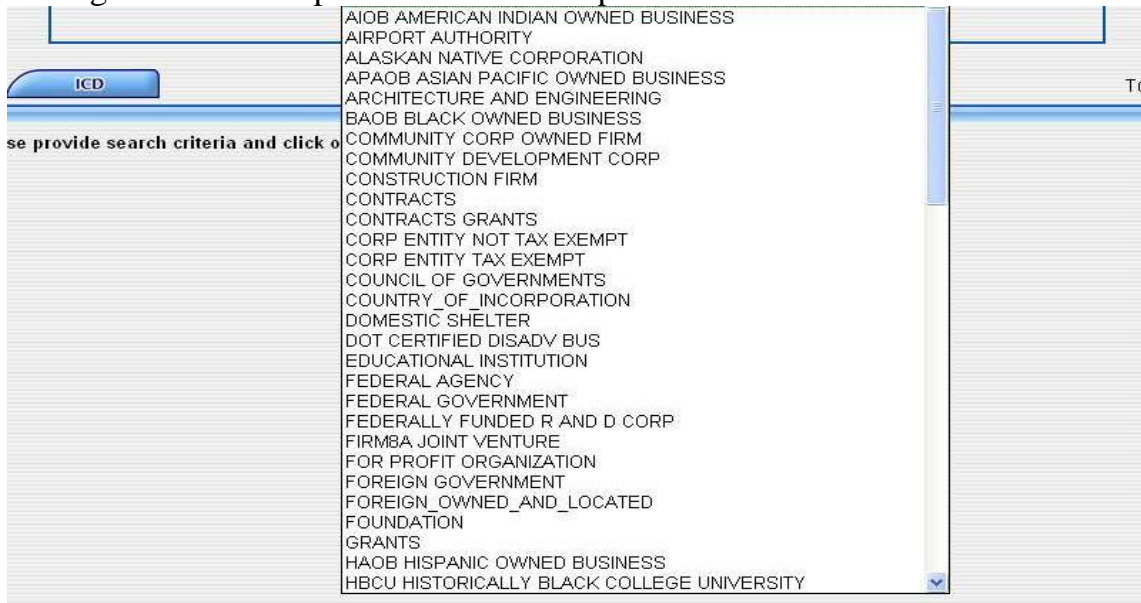 AIOB AMERICAN INDIAN OWNED BUSINESS
AIRPORT AUTHORITY
ALASKAN NATIVE CORPORATION
APAOB ASIAN PACIFIC OWNED BUSINESS
ICD
To
ARCHITECTURE AND ENGINEERING
BAOB BLACK OWNED BUSINESS
se provide search criteria and click o
COMMUNITY CORP OWNED FIRM
COMMUNITY DEVELOPMENT CORP
CONSTRUCTION FIRM
CONTRACTS
CONTRACTS GRANTS
CORP ENTITY NOT TAX EXEMPT
CORP ENTITY TAX EXEMPT
COUNCIL OF GOVERNMENTS
COUNTRY_OF_INCORPORATION
DOMESTIC SHELTER
DOT CERTIFIED DISADV BUS
EDUCATIONAL INSTITUTION
FEDERAL AGENCY
FEDERAL GOVERNMENT
FEDERALLY FUNDED R AND D CORP
FIRM8A JOINT VENTURE
FOR PROFIT ORGANIZATION
FOREIGN GOVERNMENT
FOREIGN_OWNED_AND_LOCATED
FOUNDATION
GRANTS
HAOB HISPANIC OWNED BUSINESS
HBCU HISTORICALLY BLACK COLLEGE UNIVERSITY